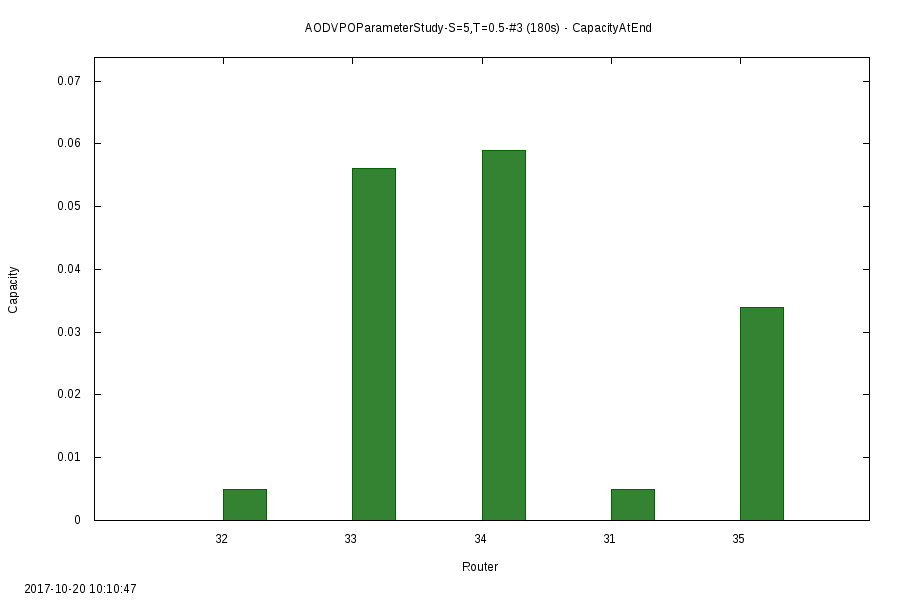 AODVPOParameterStudy-S=5,T=0.5-#3 (180s) - CapacityAtEnd
0.07
0.06
0.05
0.04
0.03
0.02
0.01
0
Capacity
32 33 34 31 35
Router
2017-10-20 10:10:47